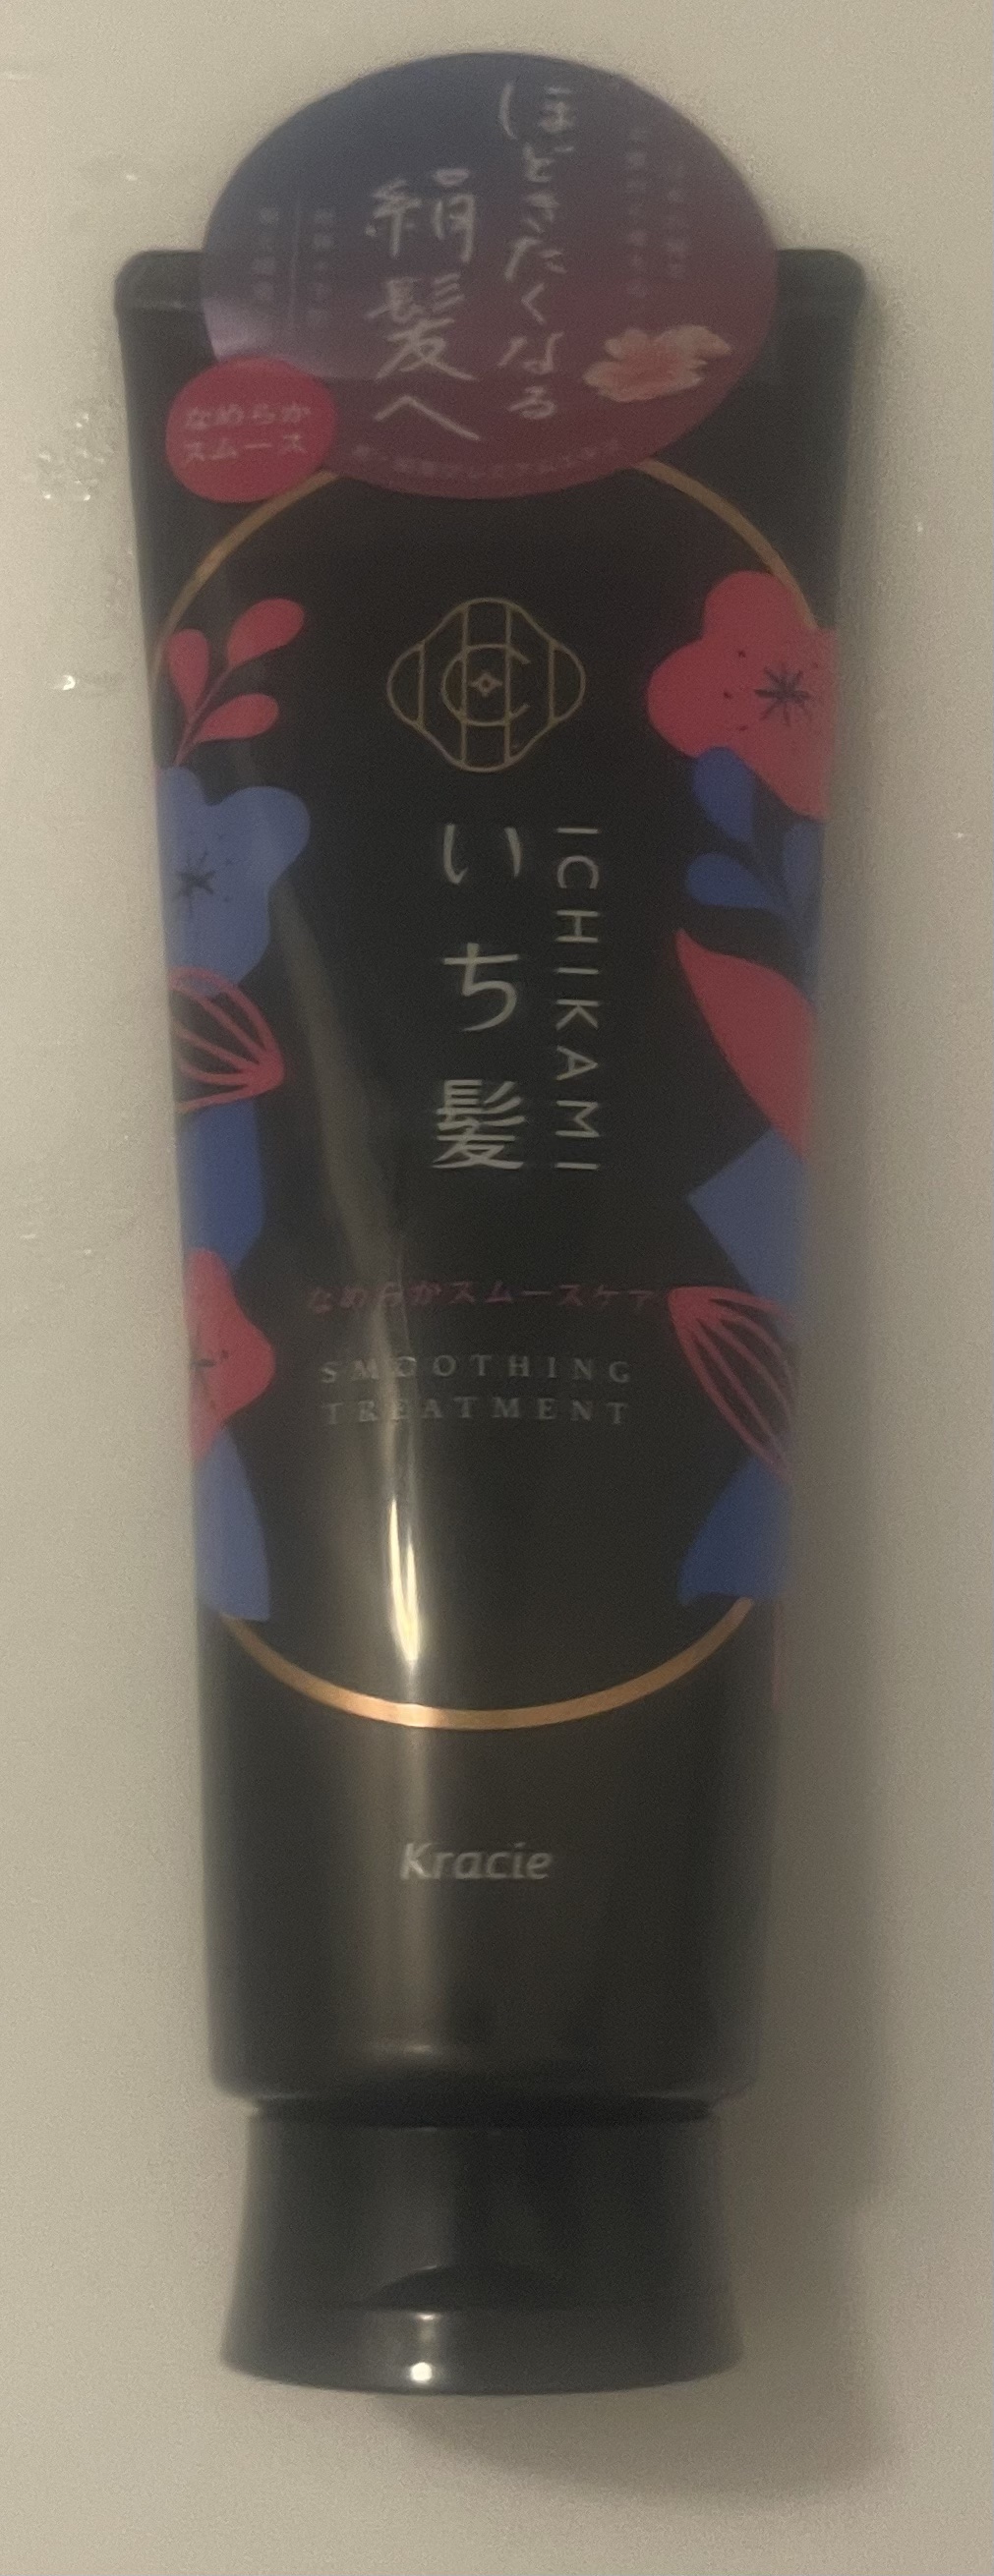 ほどきたくなる
絹髪へ
なめらか
スムース
いち髪
ICHIKAMI
なめらかスムースケア
SMOOTHING
TREATMENT
Kracie